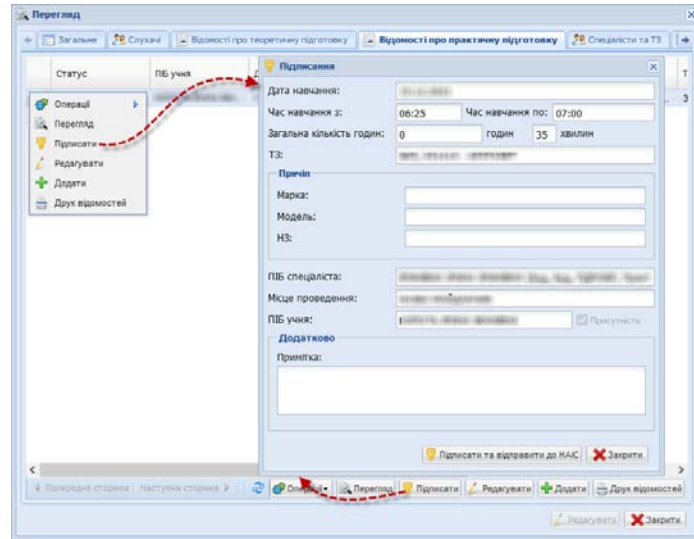 Перегляд
Загальне Слухачі Відомості про теоретичну підготовку Відомості про практичну підготовку Спеціалісти та ТЗ
Статус ПІБ учня
Операції
Перегляд
Підписати
Редагувати
Додати
Друк відомостей
Підписання
Дата навчання:
Час навчання з: 06:25 Час навчання по: 07:00
Загальна кількість годин: 0 годин 35 хвилин
ТЗ:
Причіп
Марка:
Модель:
НЗ:
ПІБ спеціаліста:
Місце проведення:
ПІБ учня: Присутність
Додатково
Примітка:
Підписати та відправити до НАІС Закрити
Попередня сторінка Наступна сторінка Операції Перегляд Підписати Редагувати Додати Друк відомостей
Редагувати Закрити